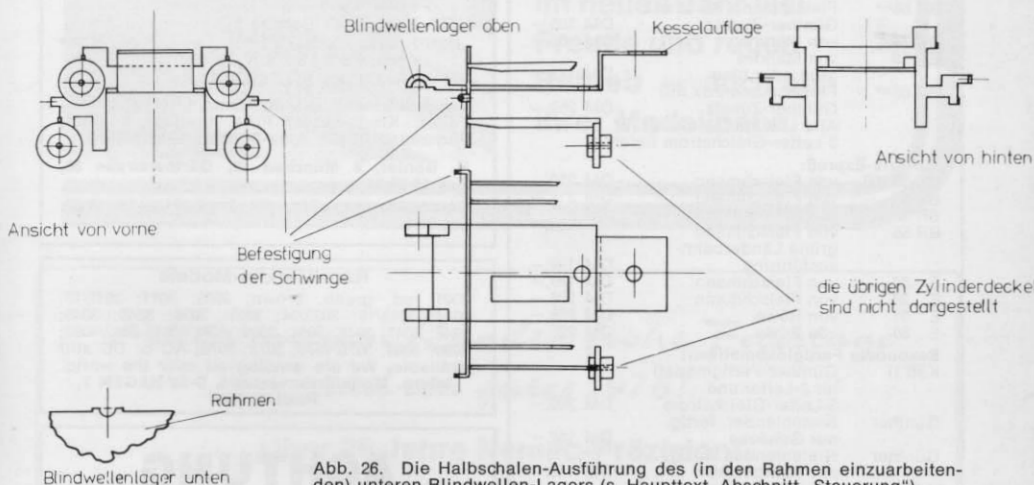 Blindwellenlager oben
Kesselauflage
Ansicht von hinten
Ansicht von vorne
Befestigung
der Schwinge
die übrigen Zylinderdecke
sind nicht dargestellt
Rahmen
Blindwellenlager unten
Abb. 26. Die Halbschalen-Ausführung des (in den Rahmen einzuarbeiten-
den) unteren Blindwellen-Lagers (s. Haupttext, Abschnitt „Steuerung“)